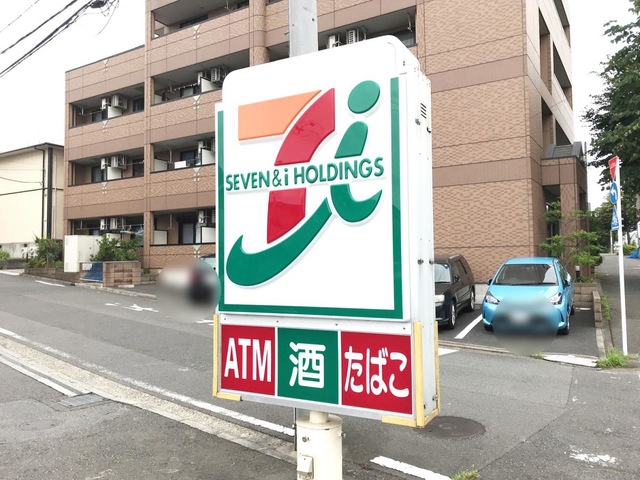 SEVEN & i HOLDINGS
ATM 酒 たばこ